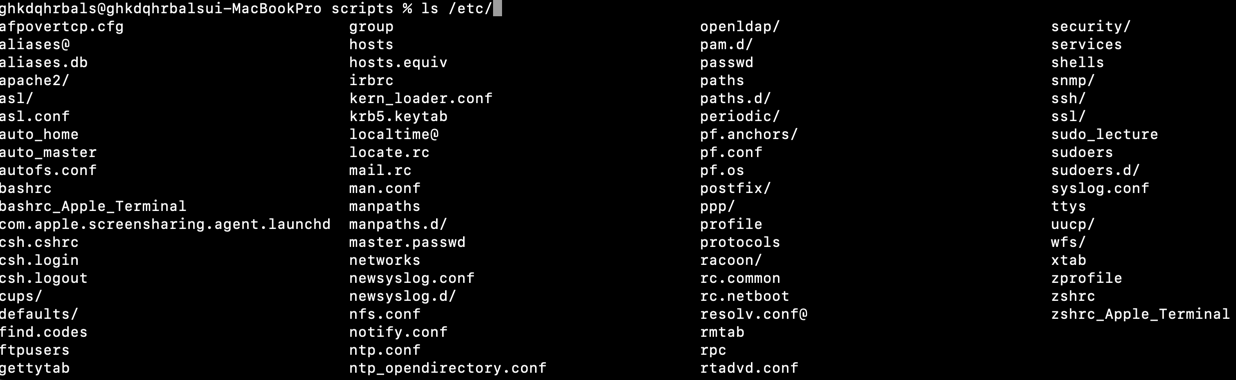 ghkdqhrbals@ghkdqhrbalsui-MacBookPro scripts % ls /etc/
afpovertcp.cfg group openldap/ security/
aliases@ hosts pam.d/ services
aliases.db hosts.equiv passwd shells
apache2/ irbrc paths snmp/
asl/ kern_loader.conf paths.d/ ssh/
asl.conf krb5.keytab periodic/ ssl/
auto_home localtime@ pf.anchors/ sudo_lecture
auto_master locate.rc pf.conf sudoers
autofs.conf mail.rc pf.os sudoers.d/
bashrc man.conf postfix/ syslog.conf
bashrc_Apple_Terminal manpaths ppp/ ttys
com.apple.screensharing.agent.launchd manpaths.d/ profile uucp/
csh.cshrc master.passwd protocols wfs/
csh.login networks racoon/ xtab
csh.logout newsyslog.conf rc.common zprofile
cups/ newsyslog.d/ rc.netboot zshrc
defaults/ nfs.conf resolv.conf@ zshrc_Apple_Terminal
find.codes notify.conf rmtab
ftpusers ntp.conf rpc
gettytab ntp_opendirectory.conf rtadvd.conf